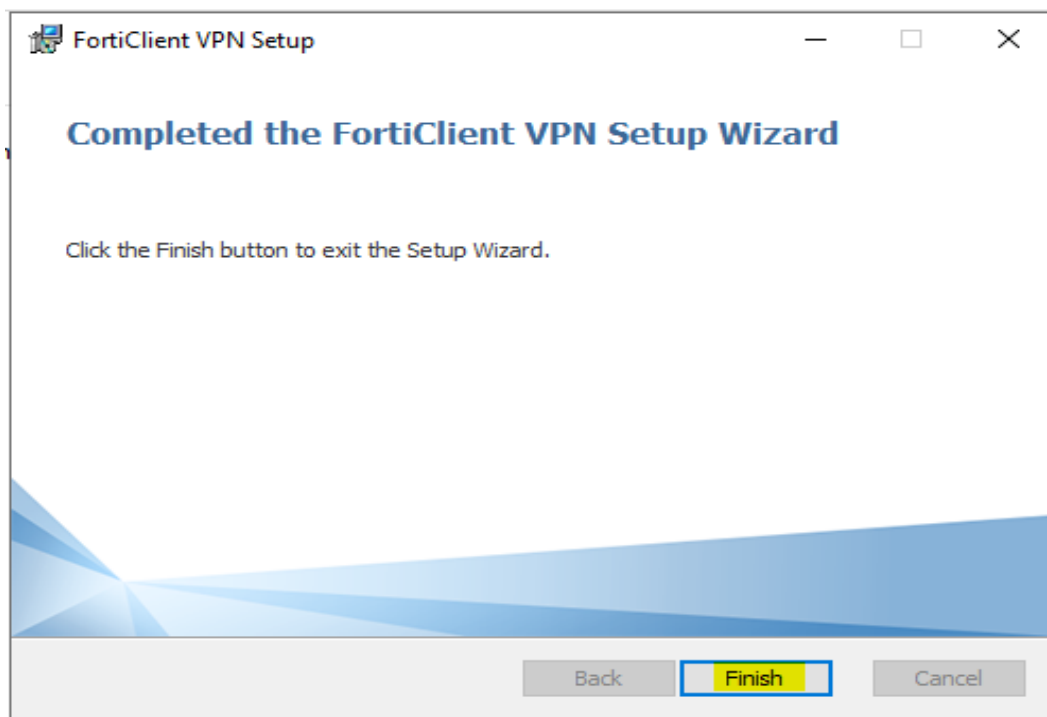 FortiClient VPN Setup
Completed the FortiClient VPN Setup Wizard
Click the Finish button to exit the Setup Wizard.
Back Finish Cancel